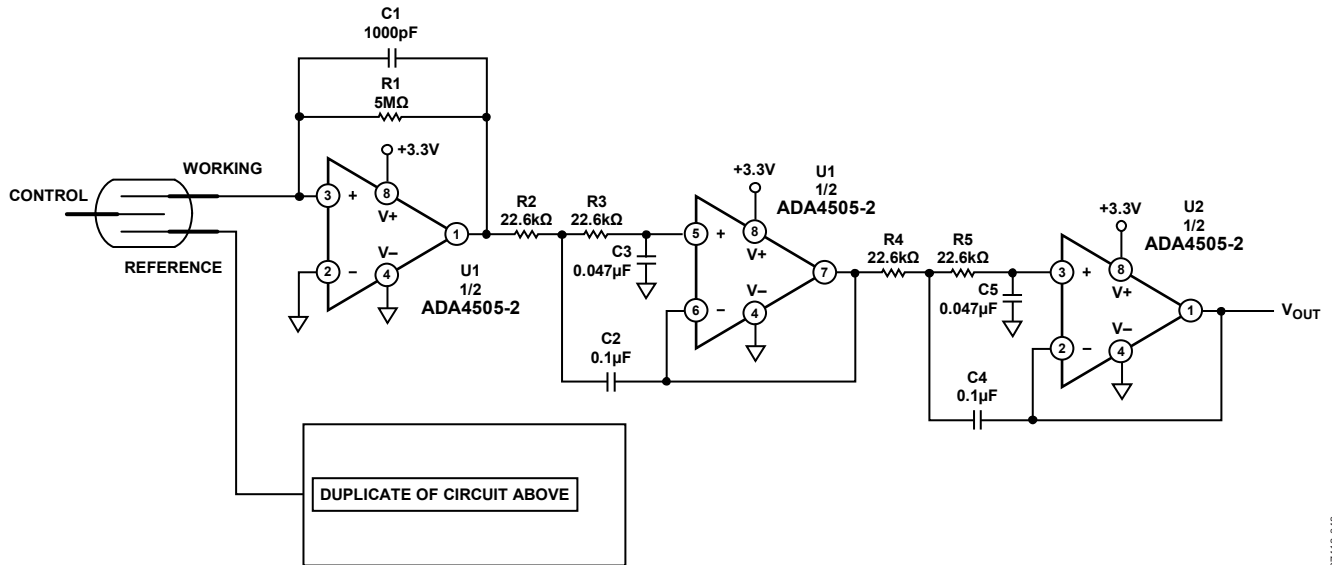 C1
1000pF
R1
5MΩ
+3.3V
WORKING
CONTROL
REFERENCE
3
+
8
V+
1
2
–
V–
4
U1
1/2
ADA4505-2
R2
22.6kΩ
R3
22.6kΩ
C3
0.047µF
C2
0.1µF
+3.3V
U1
1/2
ADA4505-2
5
+
8
V+
7
6
–
V–
4
R4
22.6kΩ
R5
22.6kΩ
C5
0.047µF
C4
0.1µF
+3.3V
U2
1/2
ADA4505-2
3
+
8
V+
1
2
–
V–
4
VOUT
DUPLICATE OF CIRCUIT ABOVE